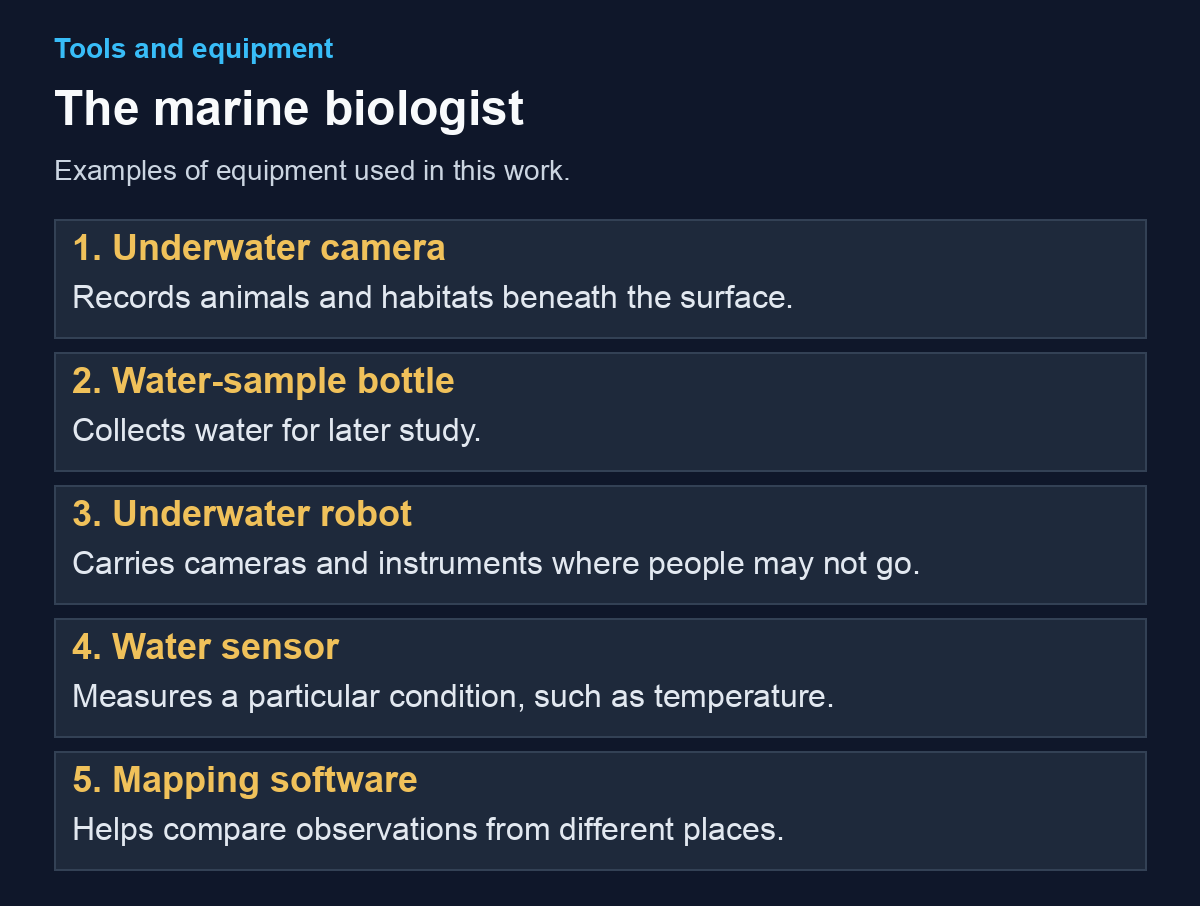 Tools and equipment
The marine biologist
Examples of equipment used in this work.
1. Underwater camera
Records animals and habitats beneath the surface.
2. Water-sample bottle
Collects water for later study.
3. Underwater robot
Carries cameras and instruments where people may not go.
4. Water sensor
Measures a particular condition, such as temperature.
5. Mapping software
Helps compare observations from different places.